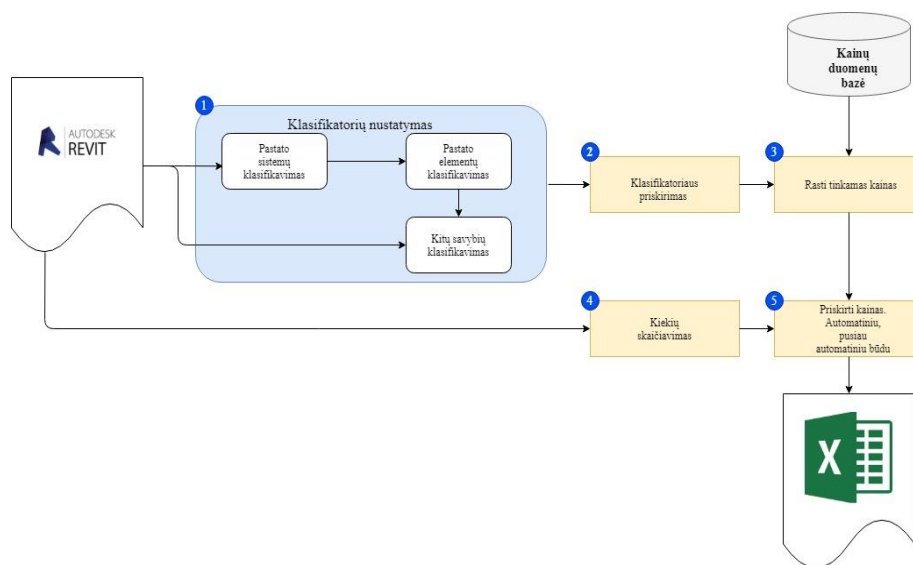 Kainų
duomenų
bazė
AUTODESK
REVIT
1
Klasifikatorių nustatymas
Pastato
sistemų
klasifikavimas
Pastato
elementų
klasifikavimas
Kitų savybių
klasifikavimas
2
Klasifikatoriaus
priskirimas
3
Rasti tinkamas kainas
4
Kiekių
skaičiavimas
5
Priskirti kainas.
Automatiniu,
pusiau
automatiniu būdu
X